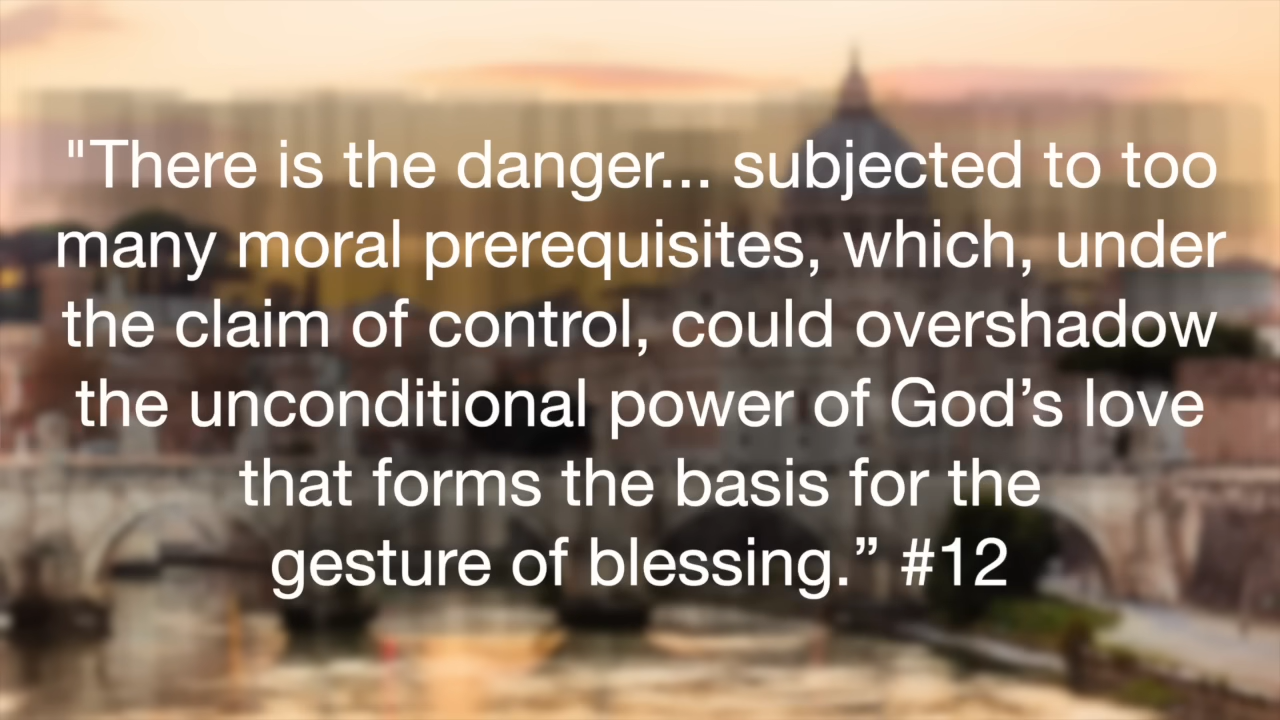 "There is the danger... subjected to too
many moral prerequisites, which, under
the claim of control, could overshadow
the unconditional power of God’s love
that forms the basis for the
gesture of blessing.” #12